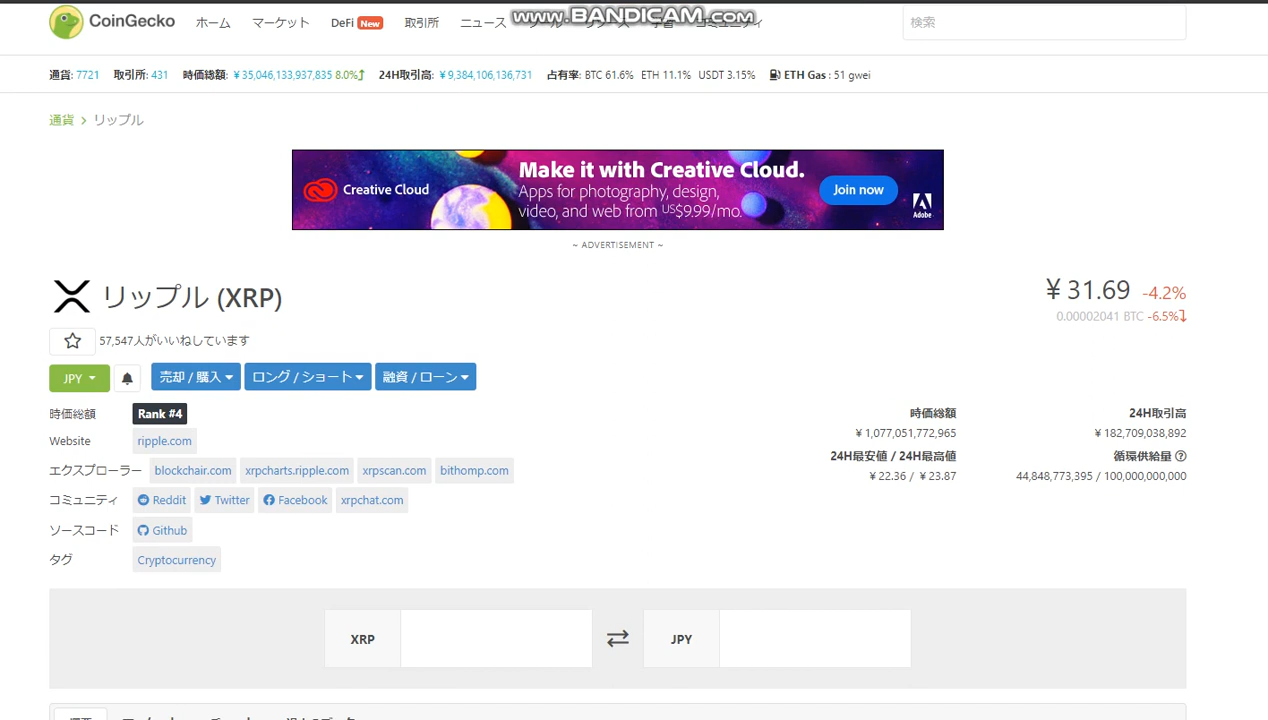 CoinGecko ホーム マーケット DeFi New 取引所 ニュース コミュニティ 検索
www.BANDICAM.com
通貨: 7721 取引所: 431 時価総額: ¥35,046,133,937,835 8.0% 24H取引高: ¥9,384,106,136,731 占有率: BTC 61.6% ETH 11.1% USDT 3.15% ETH Gas : 51 gwei
通貨 > リップル
Creative Cloud
Make it with Creative Cloud.
Apps for photography, design,
video, and web from US$9.99/mo.
Join now
Adobe
~ ADVERTISEMENT ~
リップル (XRP)
¥31.69 -4.2%
0.00002041 BTC -6.5%
57,547人がいいねしています
JPY 売却 / 購入 ロング / ショート 融資 / ローン
時価総額 Rank #4
Website ripple.com
エクスプローラー blockchair.com xrpcharts.ripple.com xrpscan.com bithomp.com
コミュニティ Reddit Twitter Facebook xrpchat.com
ソースコード Github
タグ Cryptocurrency
時価総額 24H取引高
¥1,077,051,772,965 ¥182,709,038,892
24H最安値 / 24H最高値 循環供給量
¥22.36 / ¥23.87 44,848,773,395 / 100,000,000,000
XRP JPY